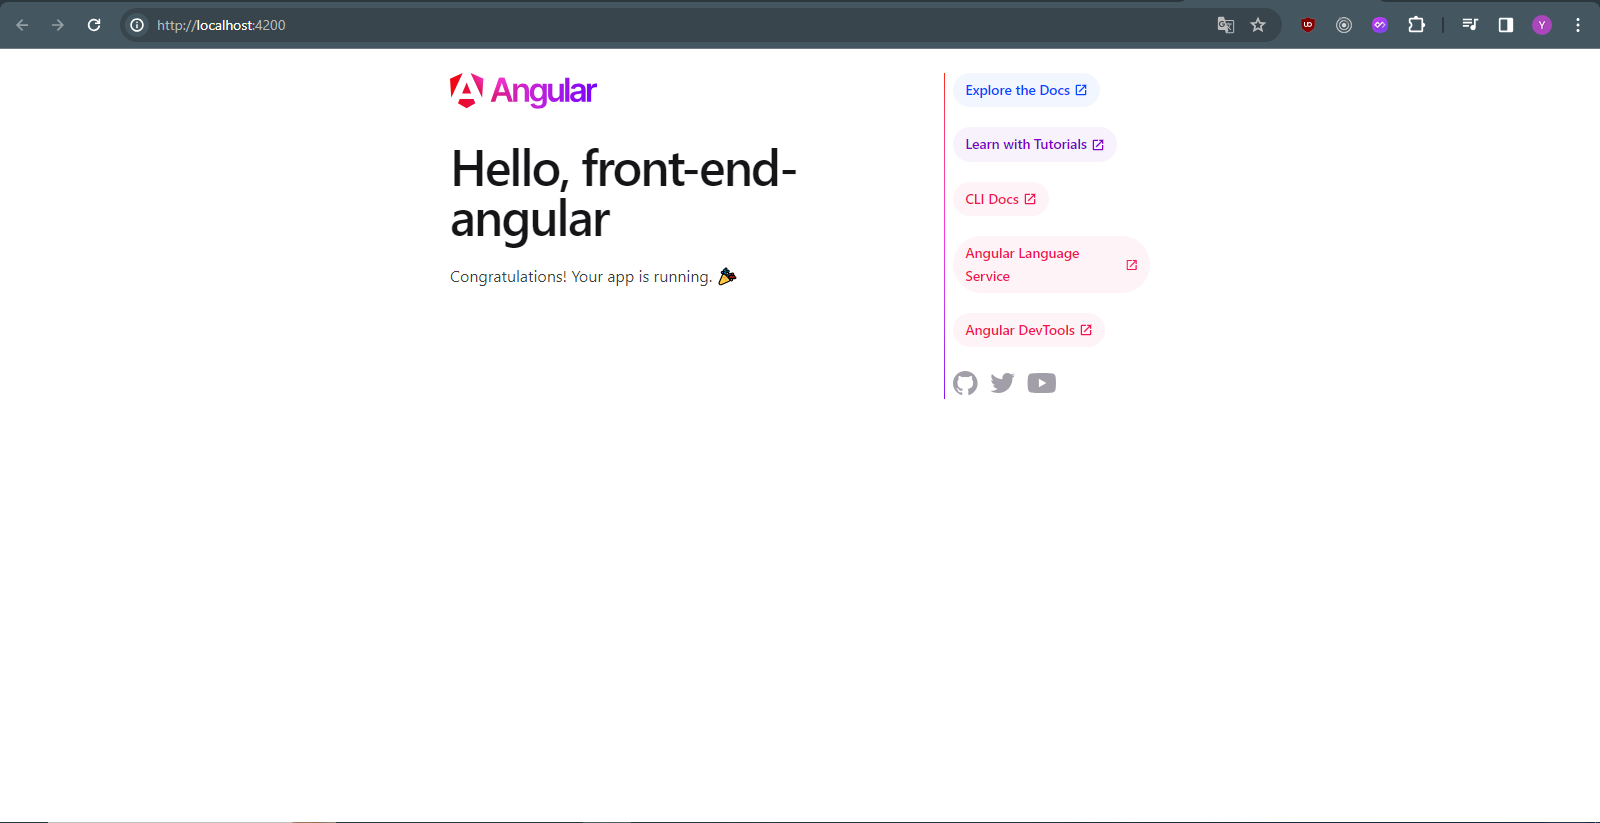 http://localhost:4200
Y
Angular
Hello, front-end-
angular
Congratulations! Your app is running. 🎉
Explore the Docs
Learn with Tutorials
CLI Docs
Angular Language
Service
Angular DevTools